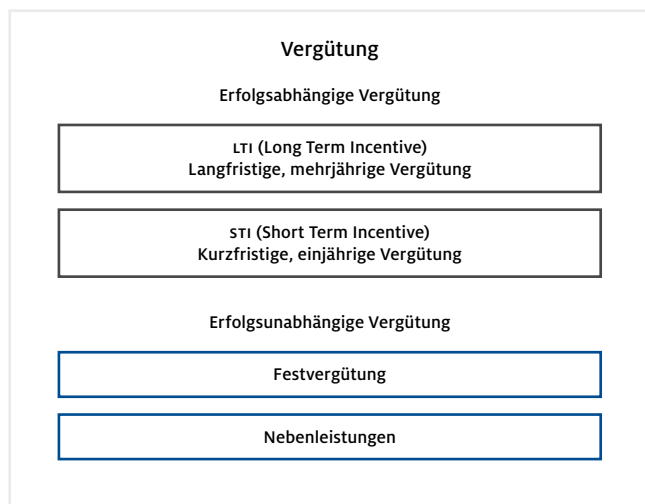 Vergütung
Erfolgsabhängige Vergütung
LTI (Long Term Incentive)
Langfristige, mehrjährige Vergütung
STI (Short Term Incentive)
Kurzfristige, einjährige Vergütung
Erfolgsunabhängige Vergütung
Festvergütung
Nebenleistungen